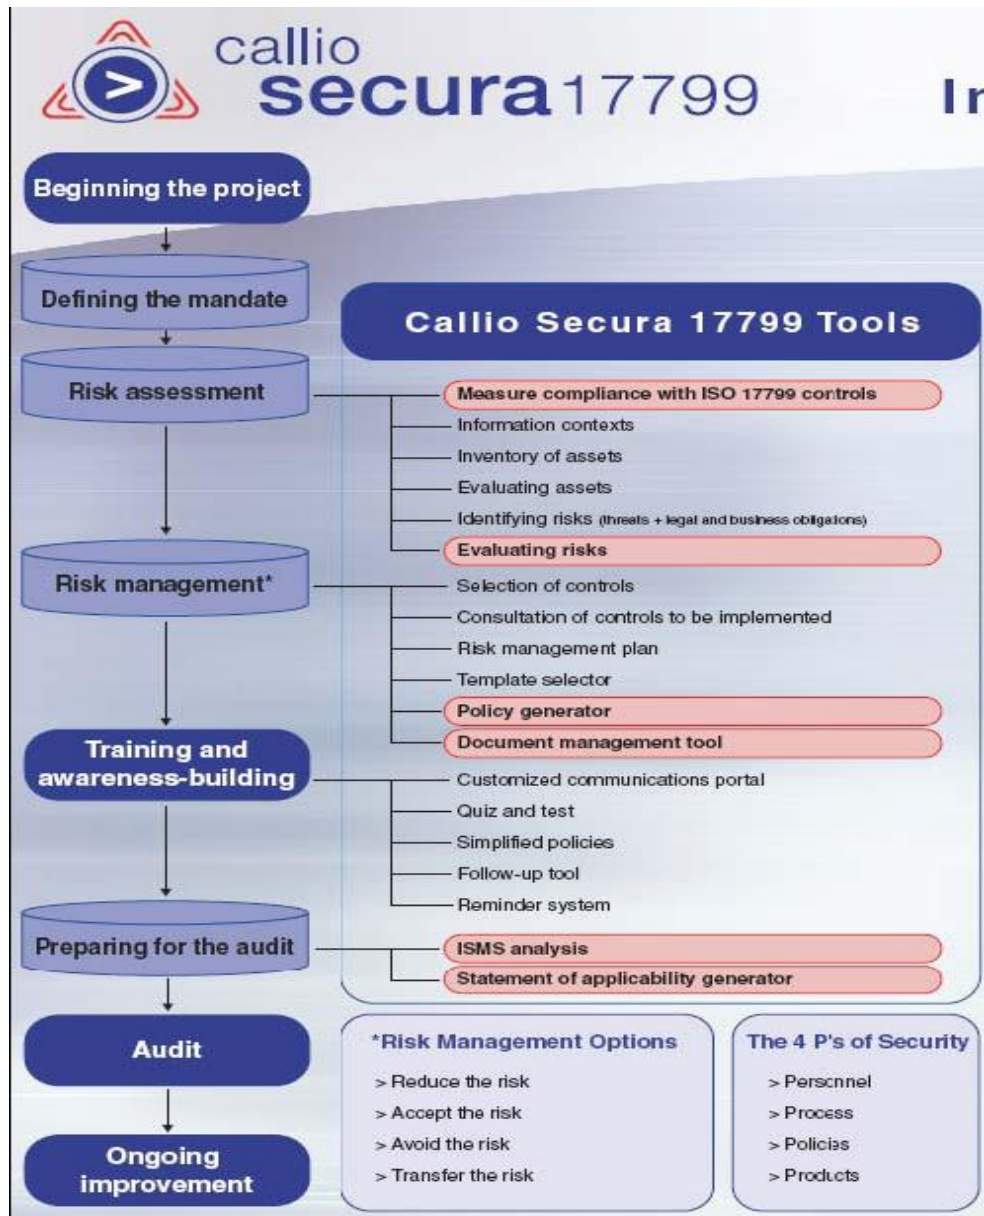 callio
secura17799
In
Beginning the project
Defining the mandate
Risk assessment
Risk management*
Training and
awareness-building
Preparing for the audit
Audit
Ongoing
improvement
Callio Secura 17799 Tools
Measure compliance with ISO 17799 controls
Information contexts
Inventory of assets
Evaluating assets
Identifying risks (threats + legal and business obligations)
Evaluating risks
Selection of controls
Consultation of controls to be implemented
Risk management plan
Template selector
Policy generator
Document management tool
Customized communications portal
Quiz and test
Simplified policies
Follow-up tool
Reminder system
ISMS analysis
Statement of applicability generator
*Risk Management Options
> Reduce the risk
> Accept the risk
> Avoid the risk
> Transfer the risk
The 4 P's of Security
> Personnel
> Process
> Policies
> Products